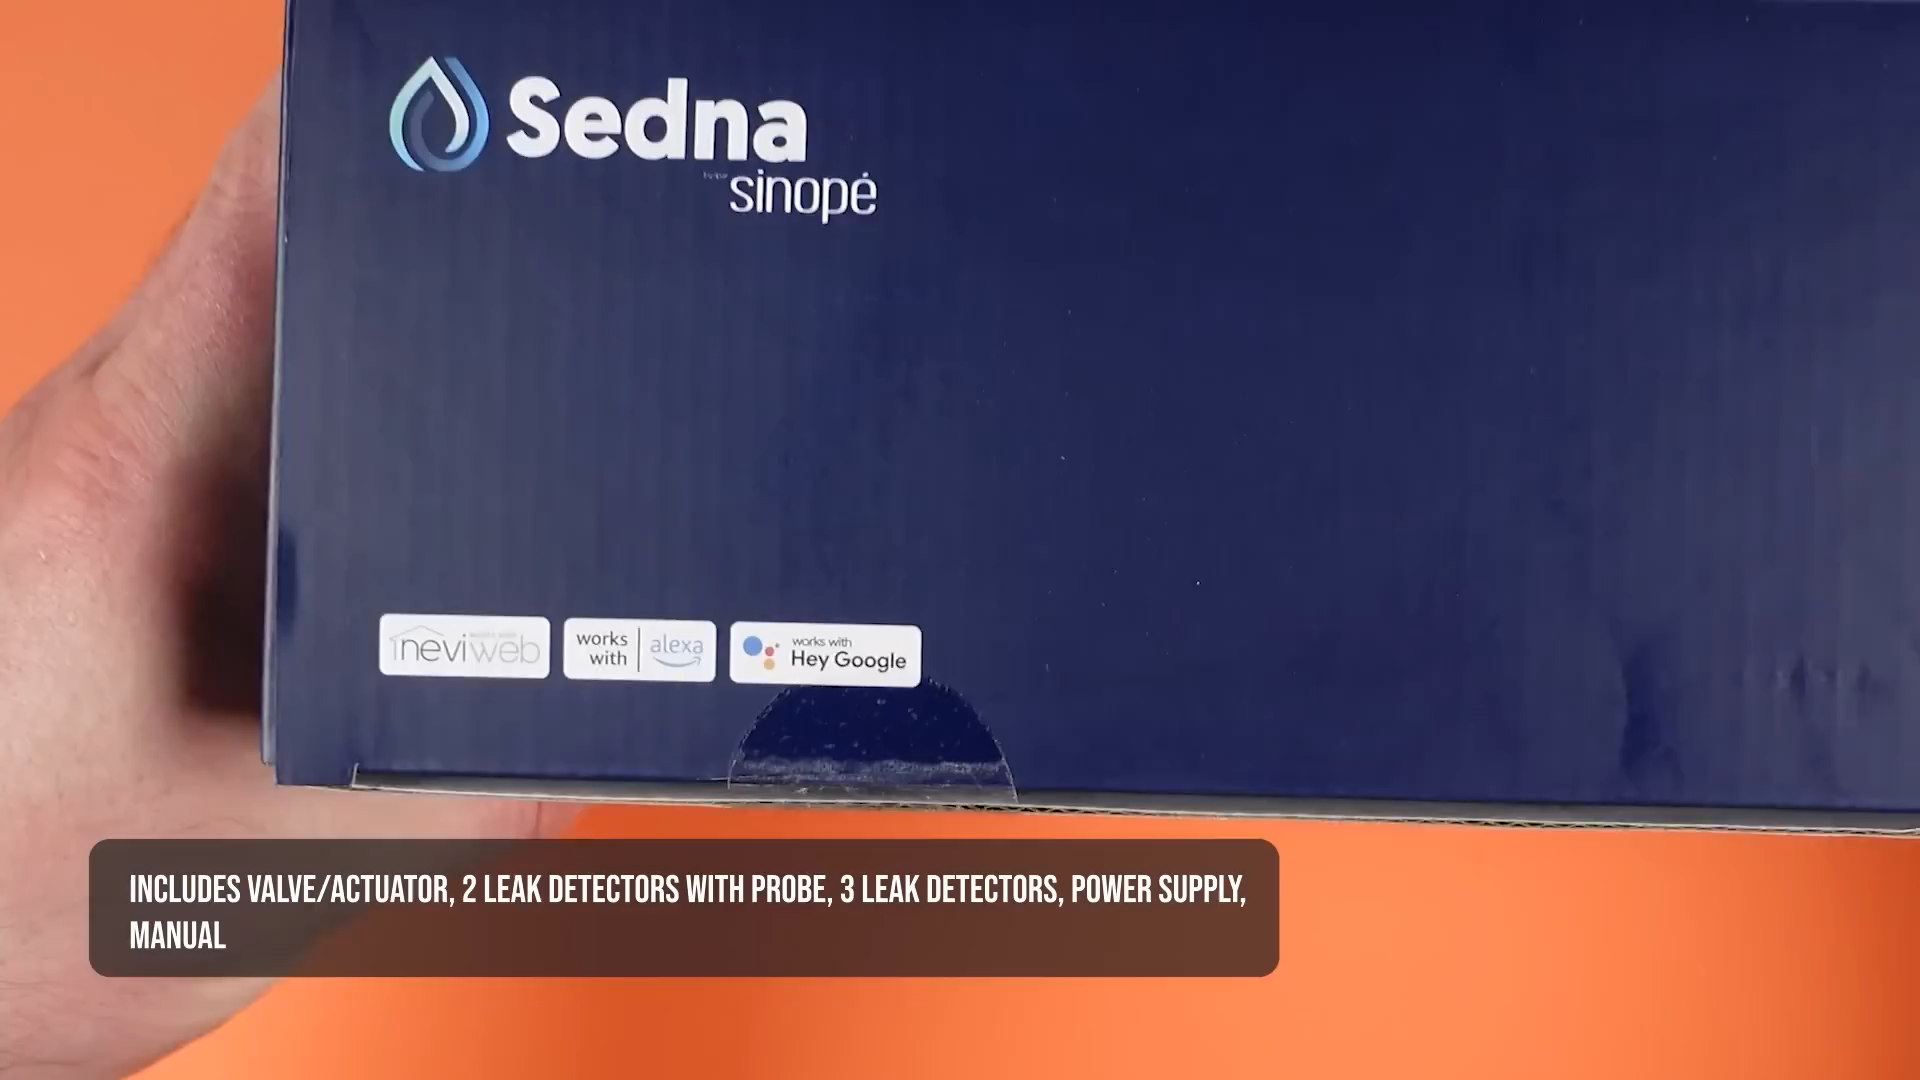 Sedna
sinopé
neviweb
works with
alexa
works with
Hey Google
INCLUDES VALVE/ACTUATOR, 2 LEAK DETECTORS WITH PROBE, 3 LEAK DETECTORS, POWER SUPPLY,
MANUAL